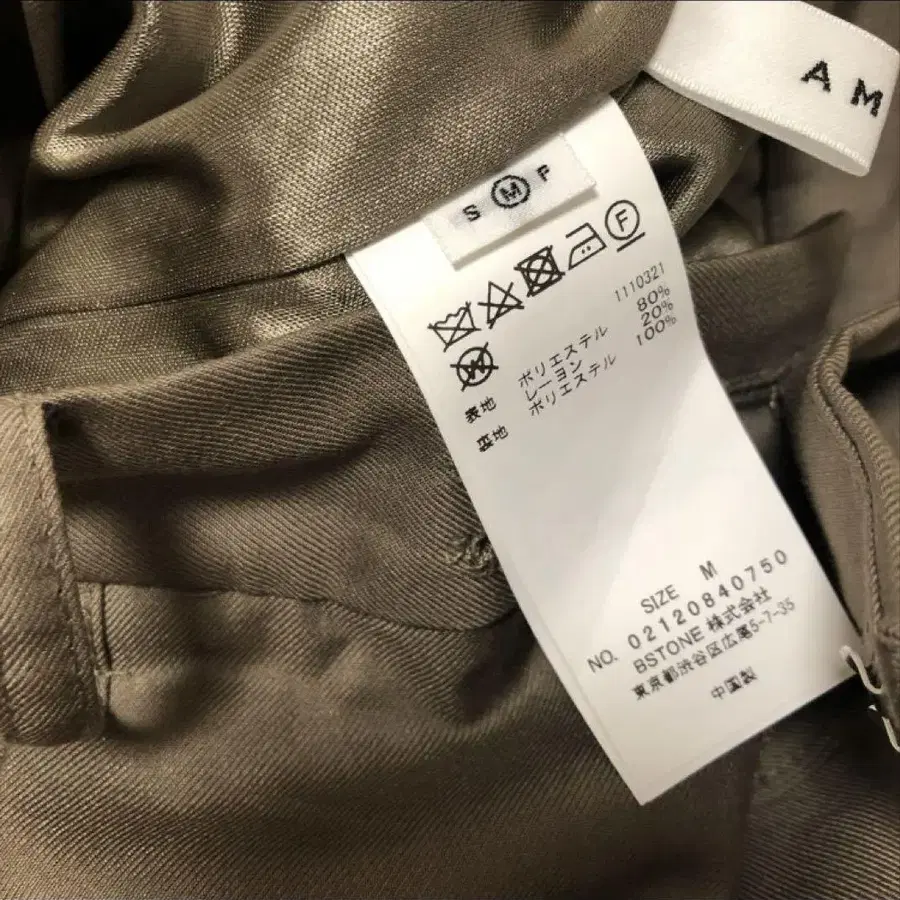 A M
S M F
1110321
表地 ポリエステル 80%
レーヨン 20%
裏地 ポリエステル 100%
SIZE M
NO. 02120840750
BSTONE 株式会社
東京都渋谷区広尾5-7-35
中国製